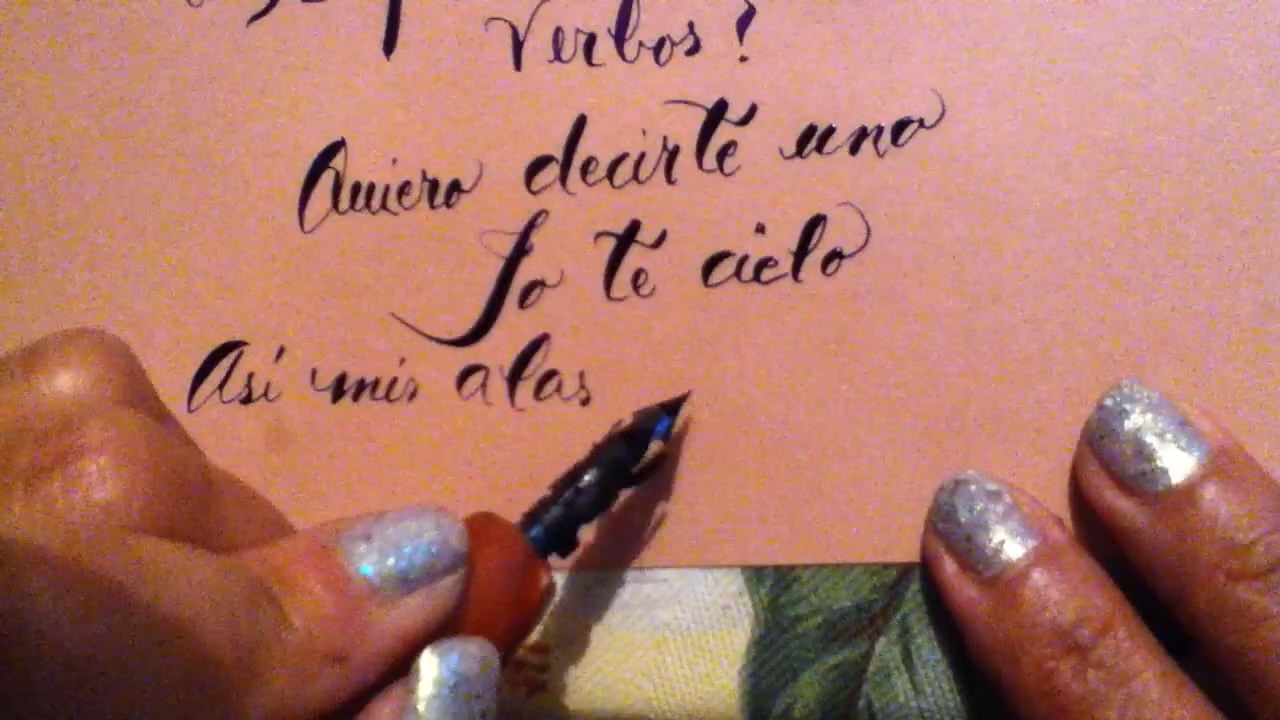 Verbos?
Quiero decirte uno
Yo te cielo
Así mis alas